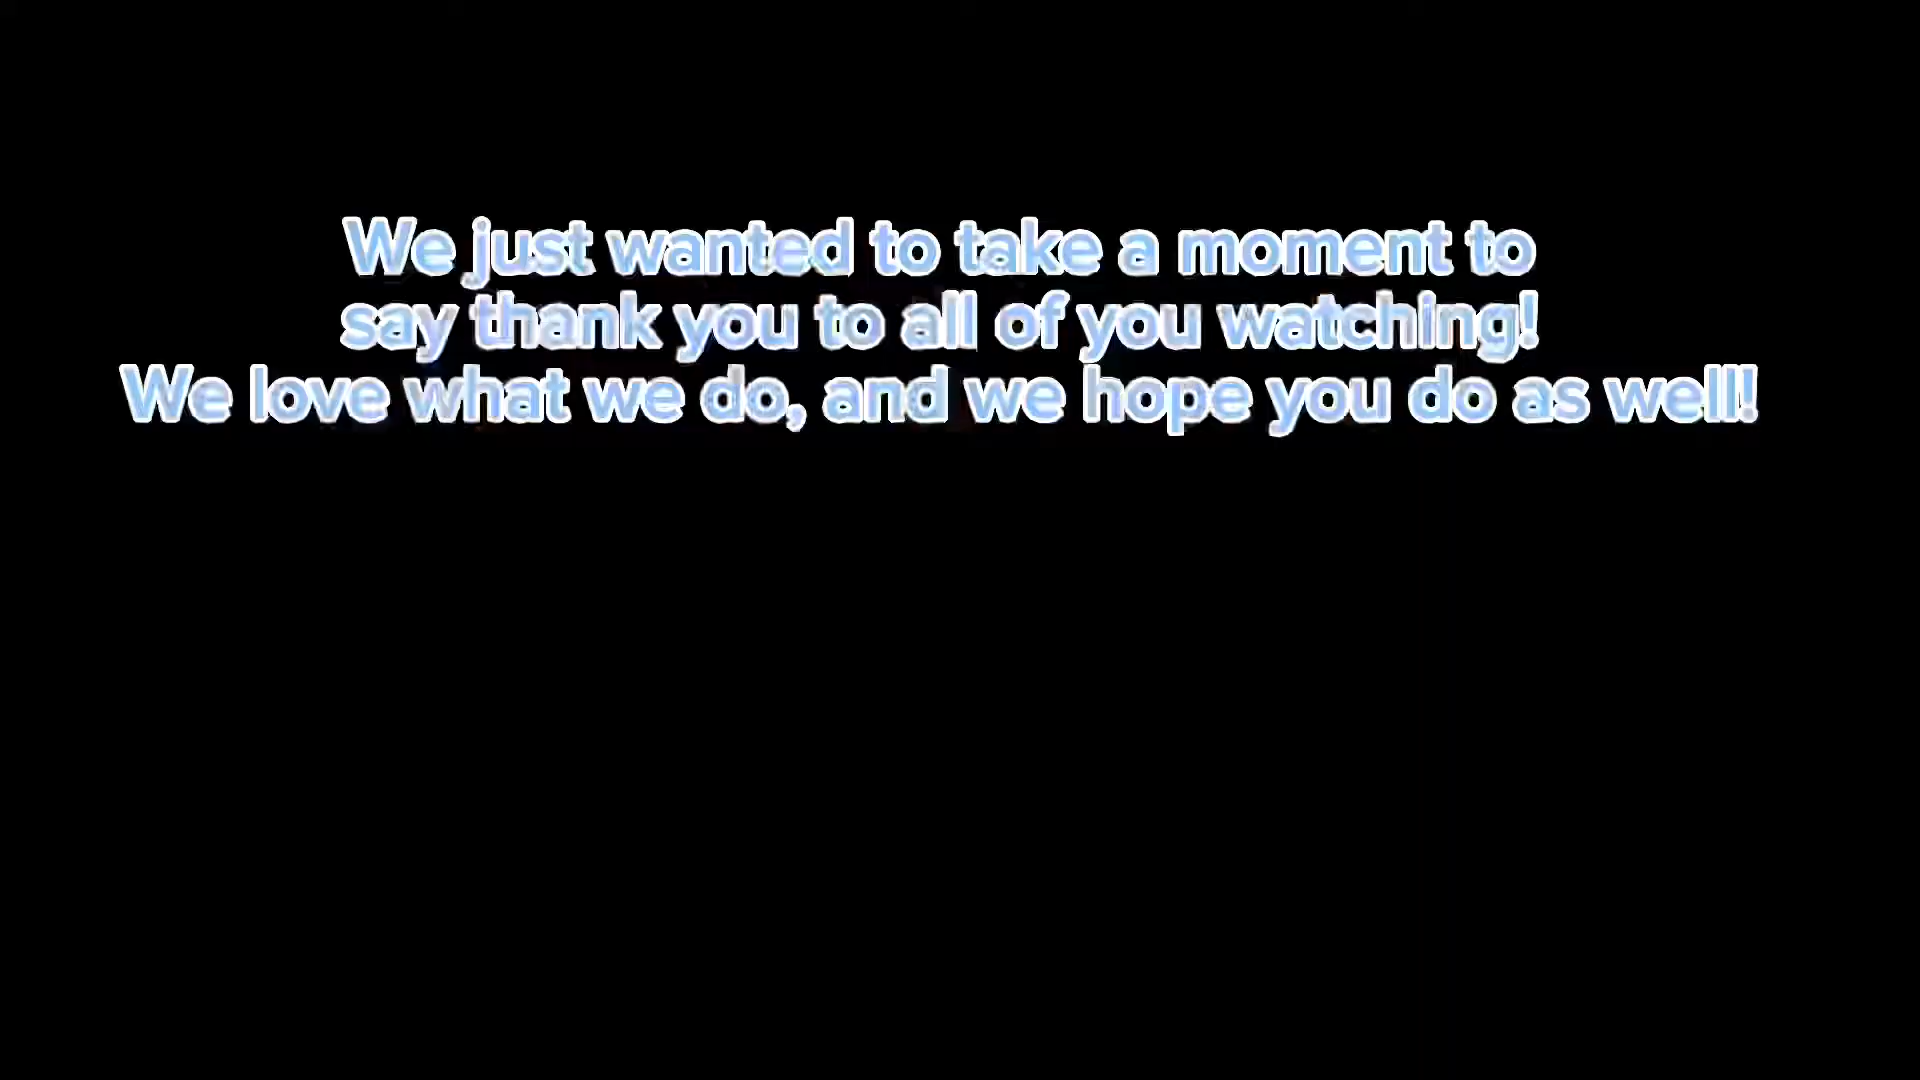 We just wanted to take a moment to
say thank you to all of you watching!
We love what we do, and we hope you do as well!